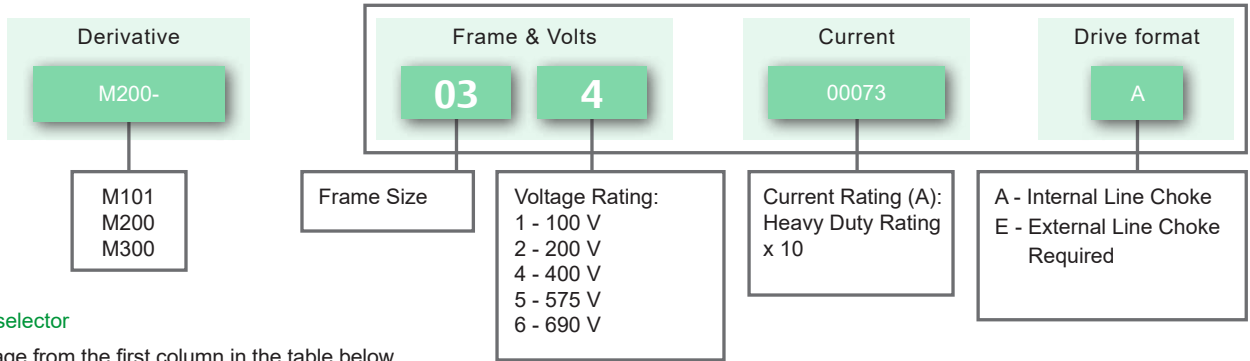 Derivative
Frame & Volts
Current
Drive format
M200-
03
4
00073
A
M101
M200
M300
Frame Size
Voltage Rating:
1 - 100 V
2 - 200 V
4 - 400 V
5 - 575 V
6 - 690 V
Current Rating (A):
Heavy Duty Rating
x 10
A - Internal Line Choke
E - External Line Choke
Required
selector
age from the first column in the table below